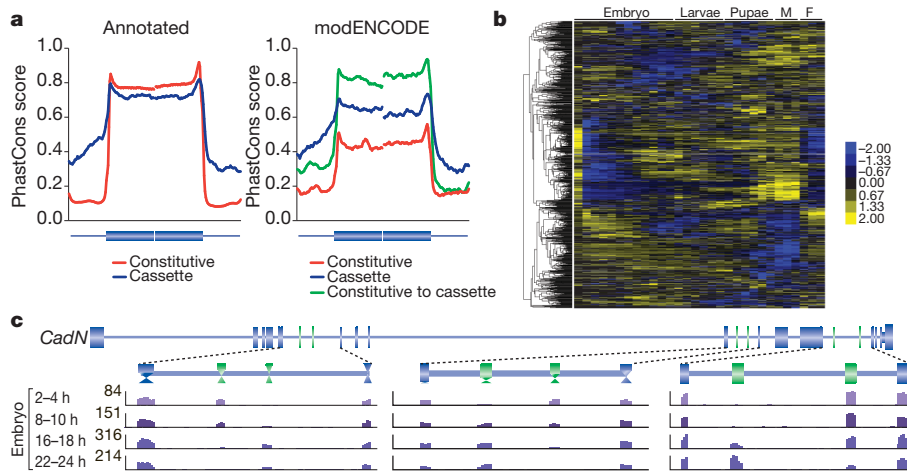 a
Annotated
modENCODE
PhastCons score
1.0
0.8
0.6
0.4
0.2
0.0
Constitutive
Cassette
PhastCons score
1.0
0.8
0.6
0.4
0.2
0.0
Constitutive
Cassette
Constitutive to cassette
b
Embryo Larvae Pupae M F
−2.00
−1.33
−0.67
0.00
0.67
1.33
2.00
c
CadN
Embryo
2–4 h 84
8–10 h 151
16–18 h 316
22–24 h 214